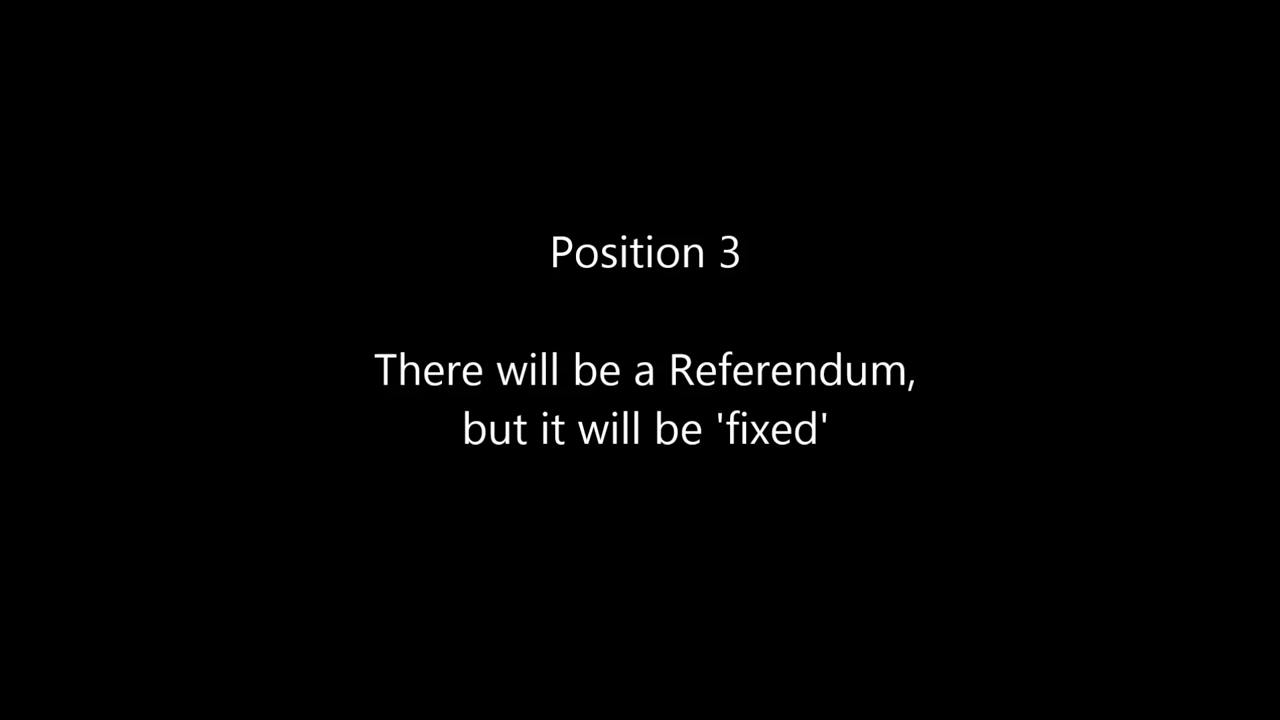 Position 3
There will be a Referendum,
but it will be 'fixed'